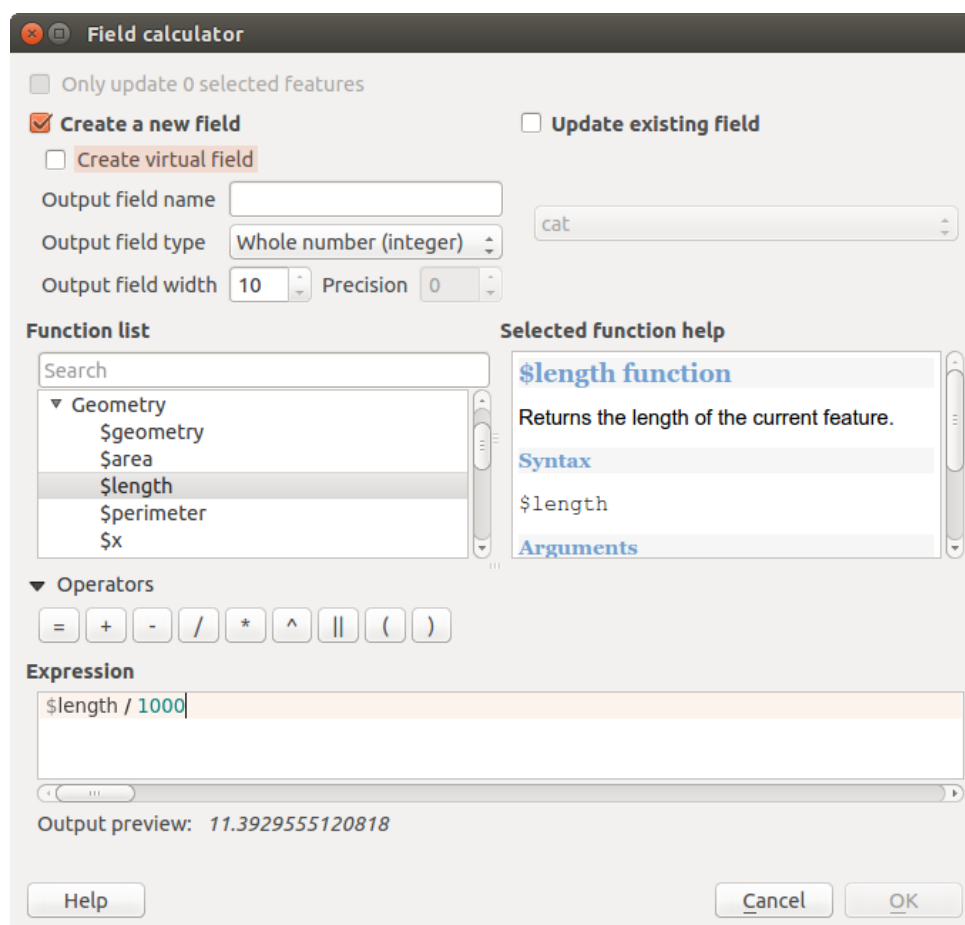 Field calculator
Only update 0 selected features
Create a new field
Update existing field
Create virtual field
Output field name
cat
Output field type Whole number (integer)
Output field width 10 Precision 0
Function list
Selected function help
Search
Geometry
$geometry
$area
$length
$perimeter
$x
$length function
Returns the length of the current feature.
Syntax
$length
Arguments
Operators
= + - / * ^ || ( )
Expression
$length / 1000
Output preview: 11.3929555120818
Help Cancel OK